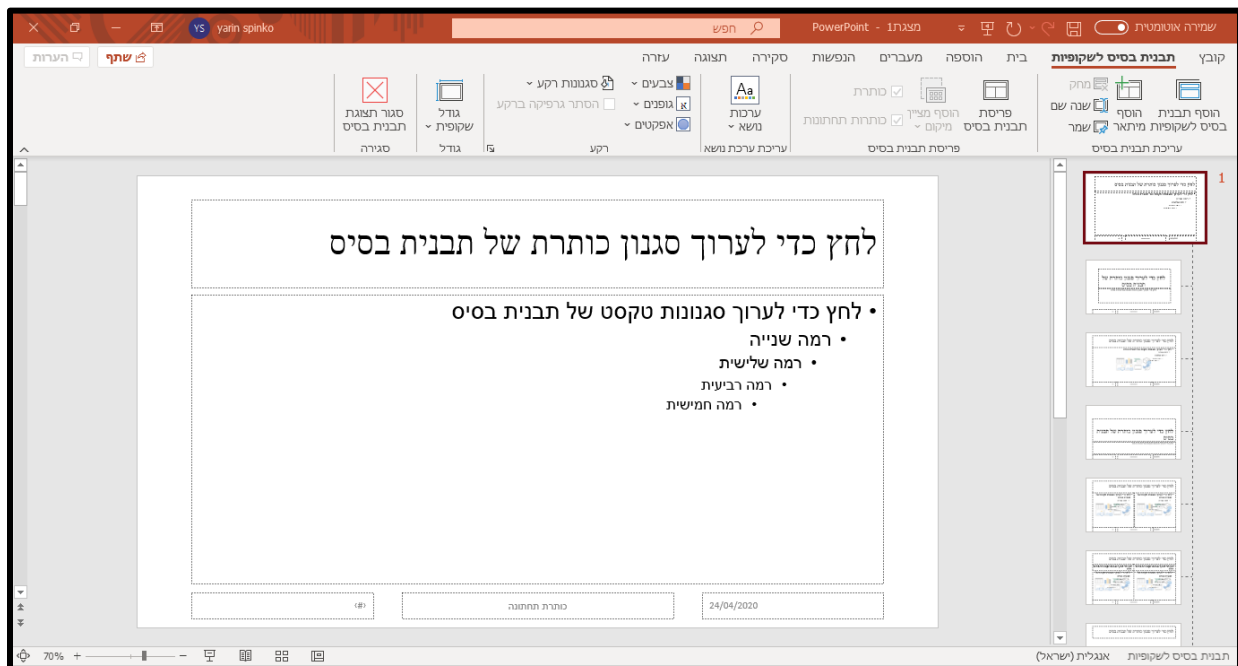 שמירה אוטומטית
מצגת1 - PowerPoint
חפש
yarin spinko
YS
קובץ תבנית בסיס לשקופיות בית הוספה מעברים הנפשות סקירה תצוגה עזרה
שתף
הערות
הוסף תבנית בסיס לשקופיות
הוסף מיתאר
מחק
שנה שם
שמר
עריכת תבנית בסיס
פריסת תבנית בסיס
הוסף מציין מיקום
כותרת
כותרות תחתונות
פריסת תבנית בסיס
ערכות נושא
Aa
עריכת ערכת נושא
צבעים
גופנים
אפקטים
סגנונות רקע
הסתר גרפיקה ברקע
רקע
גודל שקופית
גודל
סגור תצוגת תבנית בסיס
סגירה
1
לחץ כדי לערוך סגנון כותרת של תבנית בסיס
• לחץ כדי לערוך סגנונות טקסט של תבנית בסיס
• רמה שנייה
• רמה שלישית
• רמה רביעית
• רמה חמישית
24/04/2020
כותרת תחתונה
‹#›
תבנית בסיס לשקופיות אנגלית (ישראל)
70%